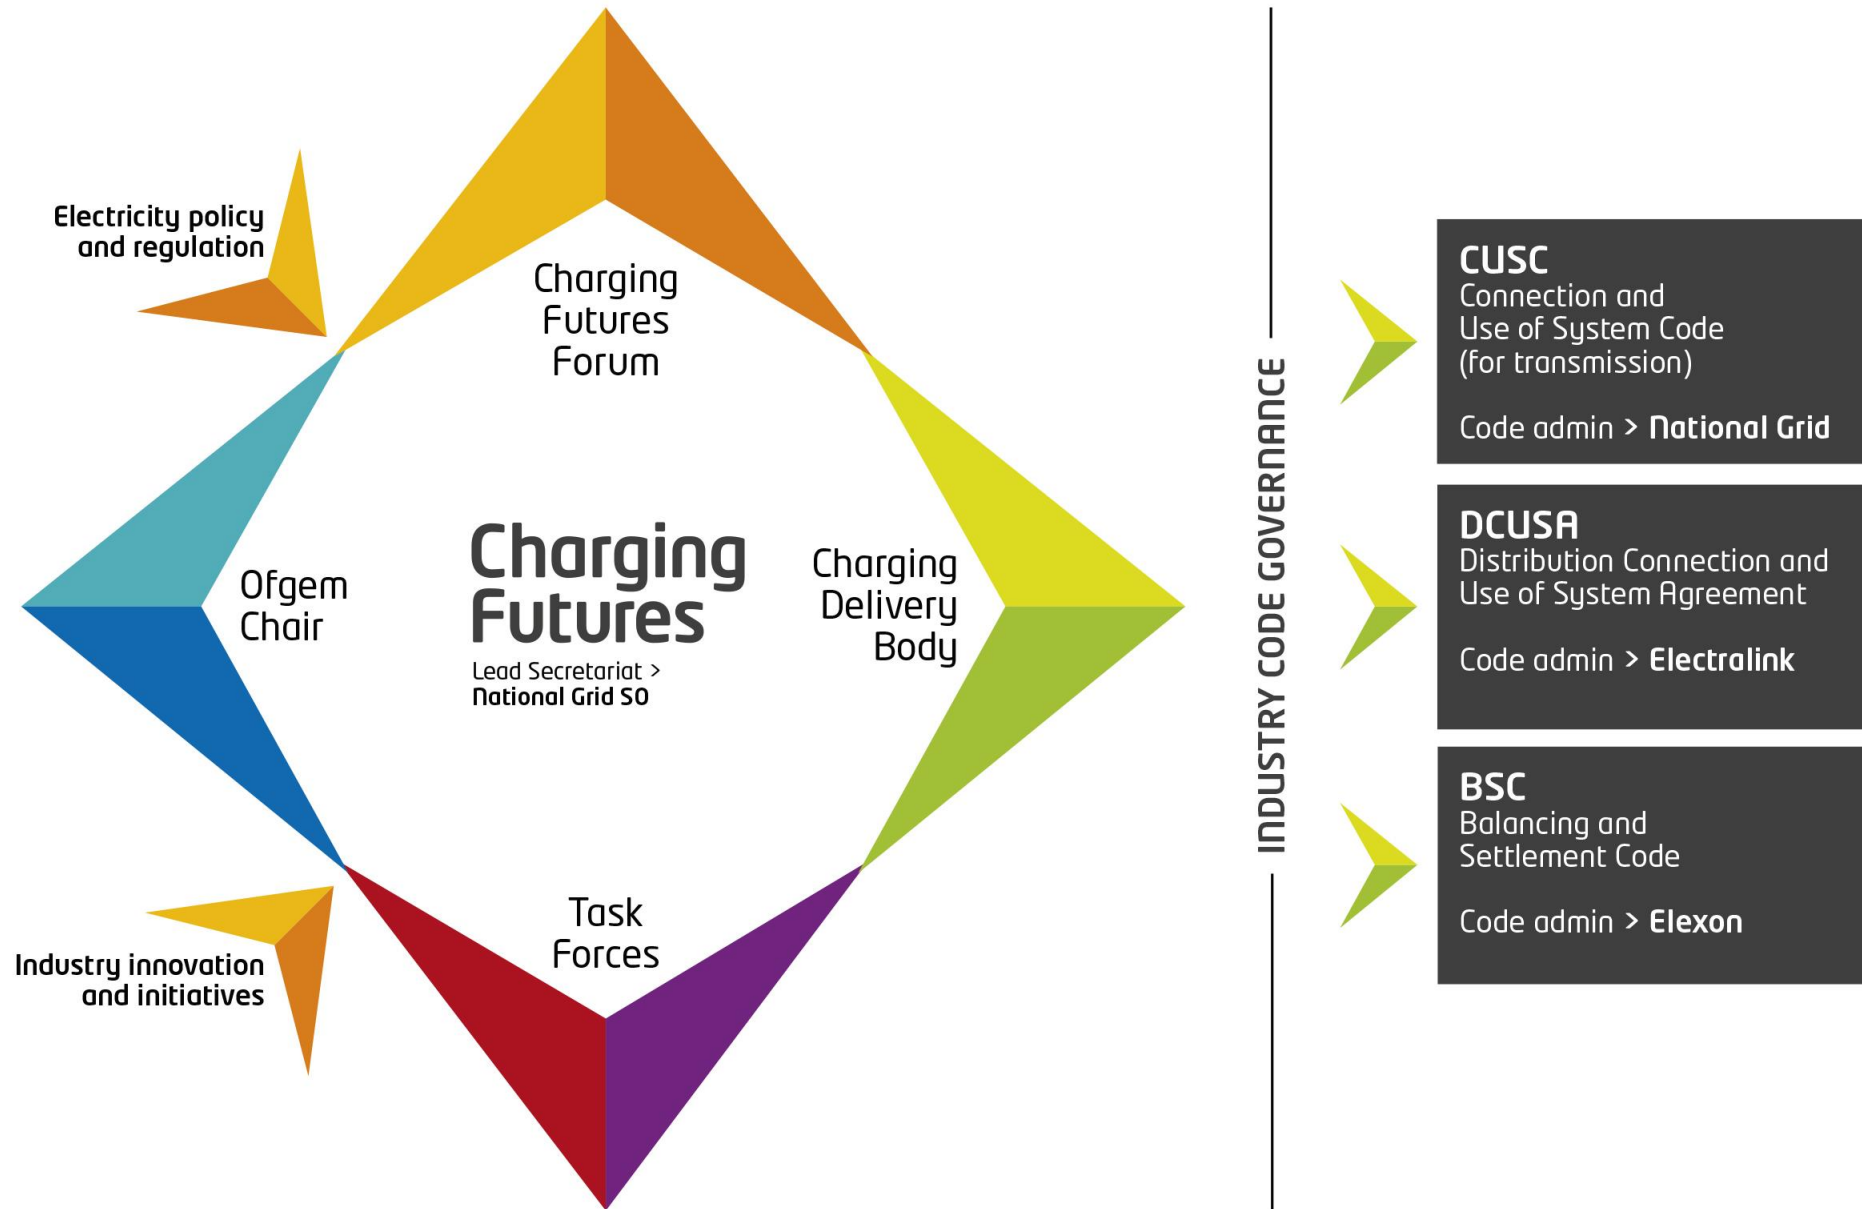 Electricity policy
and regulation
Charging
Futures
Forum
Ofgem
Chair
Charging
Futures
Lead Secretariat >
National Grid SO
Charging
Delivery
Body
Task
Forces
Industry innovation
and initiatives
INDUSTRY CODE GOVERNANCE
CUSC
Connection and
Use of System Code
(for transmission)
Code admin > National Grid
DCUSA
Distribution Connection and
Use of System Agreement
Code admin > Electralink
BSC
Balancing and
Settlement Code
Code admin > Elexon